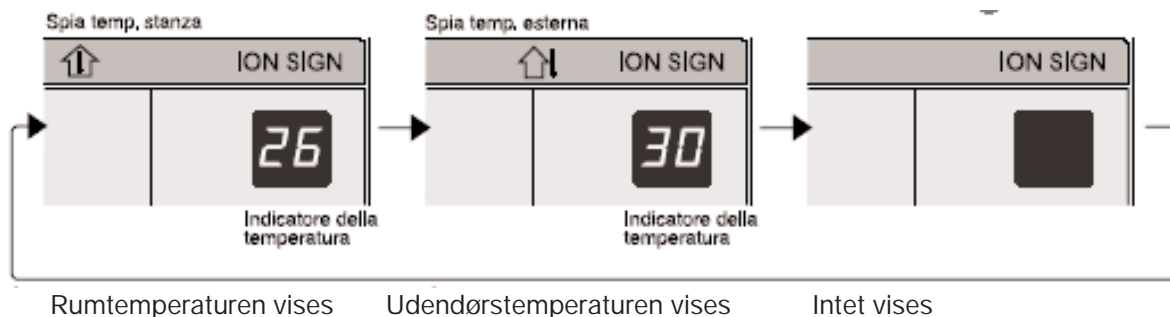 Spia temp, stanza
Spia temp. esterna
ION SIGN
ION SIGN
ION SIGN
26
30
Indicatore della
temperatura
Indicatore della
temperatura
Rumtemperaturen vises
Udendørstemperaturen vises
Intet vises